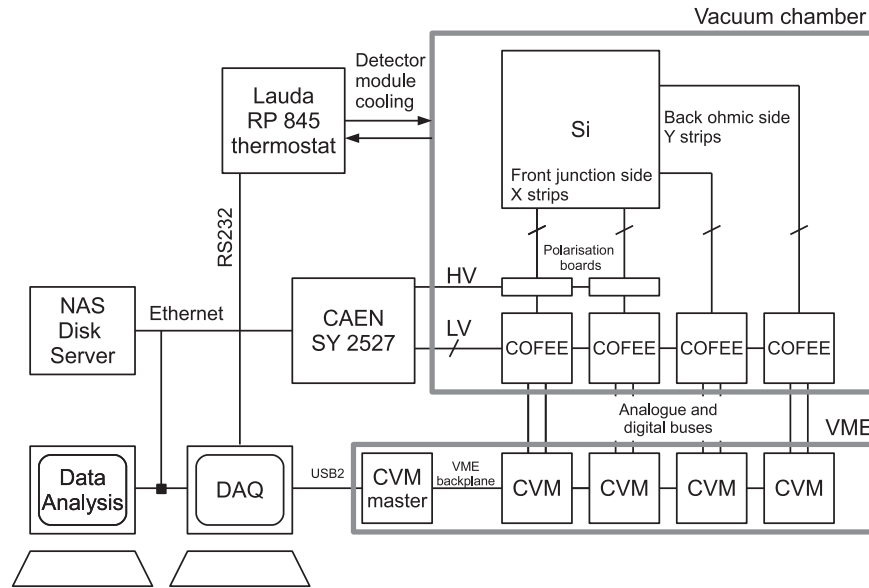 Vacuum chamber
Detector
module
cooling
Lauda
RP 845
thermostat
Si
Back ohmic side
Y strips
Front junction side
X strips
RS232
Polarisation
boards
HV
NAS
Disk
Server
Ethernet
CAEN
SY 2527
LV
COFEE
COFEE
COFEE
COFEE
Analogue and
digital buses
VME
Data
Analysis
DAQ
USB2
CVM
master
VME
backplane
CVM
CVM
CVM
CVM